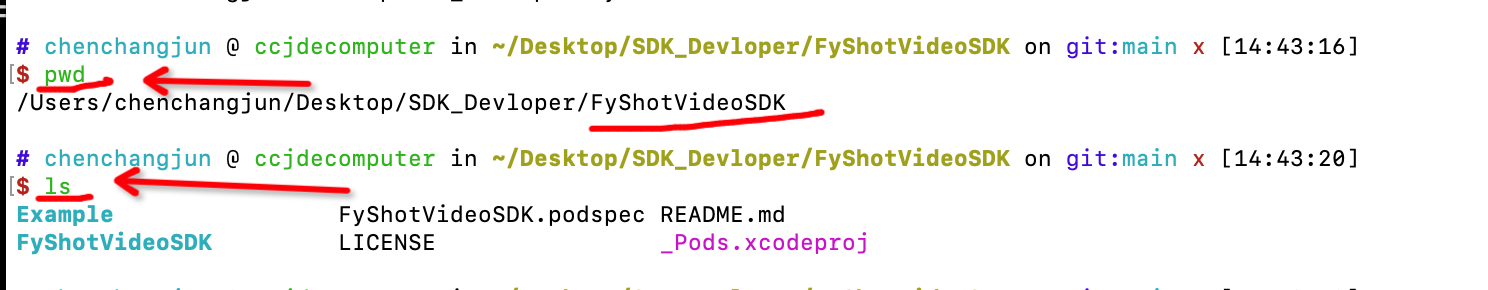 # chenchangjun @ ccjdecomputer in ~/Desktop/SDK_Devloper/FyShotVideoSDK on git:main x [14:43:16]
[$ pwd
/Users/chenchangjun/Desktop/SDK_Devloper/FyShotVideoSDK
# chenchangjun @ ccjdecomputer in ~/Desktop/SDK_Devloper/FyShotVideoSDK on git:main x [14:43:20]
[$ ls
Example FyShotVideoSDK.podspec README.md
FyShotVideoSDK LICENSE _Pods.xcodeproj